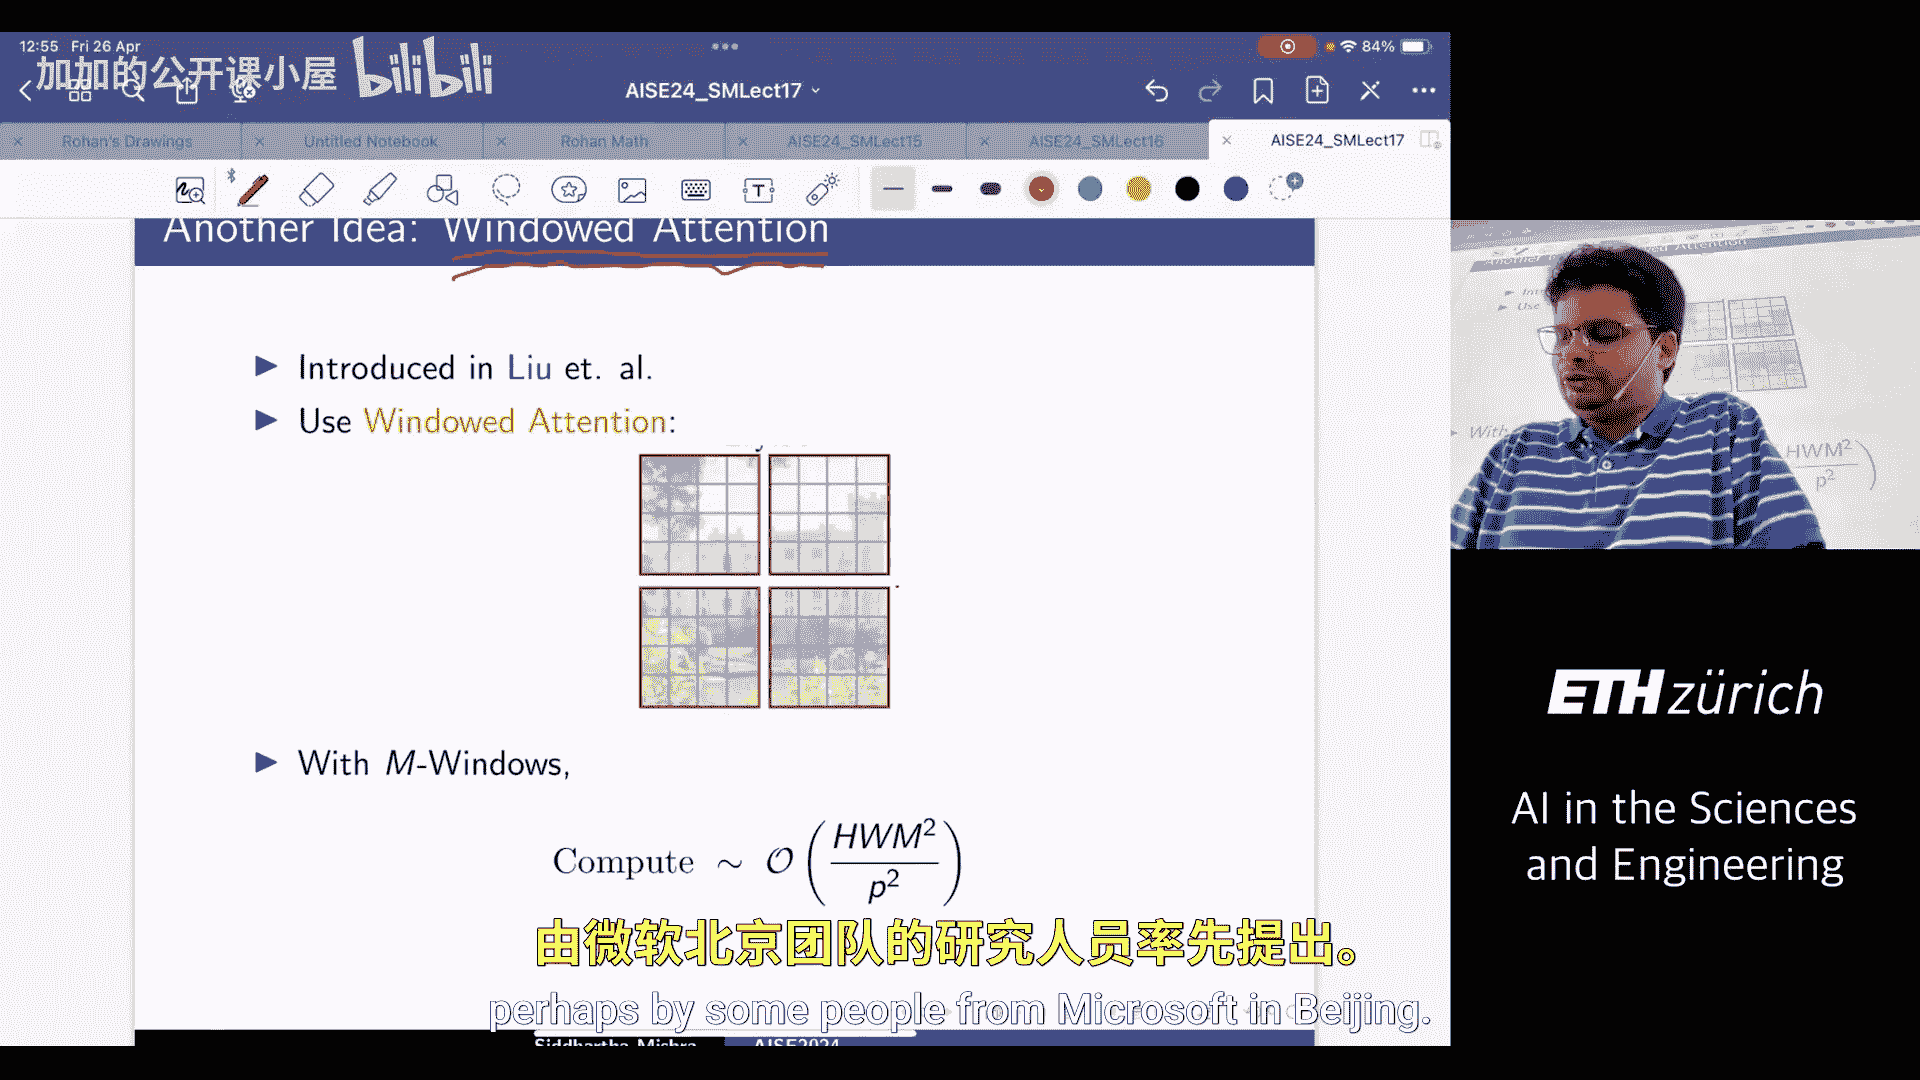 12:55 Fri 26 Apr
84%
加加的公开课小屋 bilibili
AISE24_SMLect17
Rohan's Drawings
Untitled Notebook
Rohan Math
AISE24_SMLect15
AISE24_SMLect16
AISE24_SMLect17
Another Idea: Windowed Attention
▶ Introduced in Liu et. al.
▶ Use Windowed Attention:
▶ With M-Windows,
Compute ∼ O(HWM²/p²)
由微软北京团队的研究人员率先提出。
perhaps by some people from Microsoft in Beijing.
Siddhartha Mishra AISE2024
ETH zürich
AI in the Sciences
and Engineering